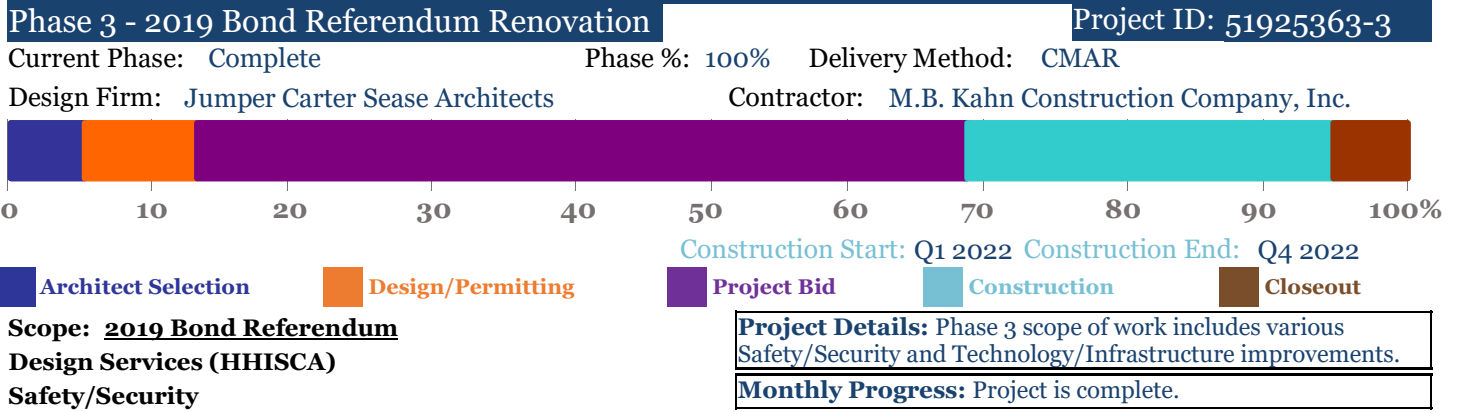 Phase 3 - 2019 Bond Referendum Renovation Project ID: 51925363-3
Current Phase: Complete Phase %: 100% Delivery Method: CMAR
Design Firm: Jumper Carter Sease Architects Contractor: M.B. Kahn Construction Company, Inc.
0 10 20 30 40 50 60 70 80 90 100%
Construction Start: Q1 2022 Construction End: Q4 2022
Architect Selection Design/Permitting Project Bid Construction Closeout
Scope: 2019 Bond Referendum
Design Services (HHISCA)
Safety/Security
Project Details: Phase 3 scope of work includes various
Safety/Security and Technology/Infrastructure improvements.
Monthly Progress: Project is complete.